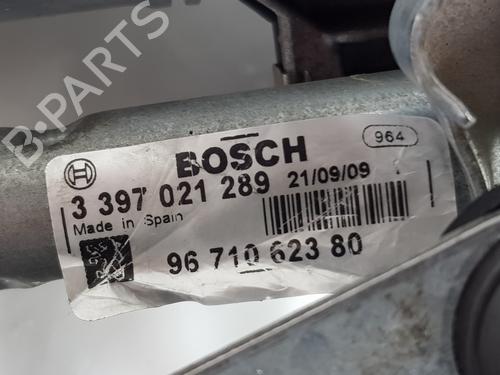 B-Parts
964
BOSCH
3 397 021 289 21/09/09
Made in Spain
96 710 623 80